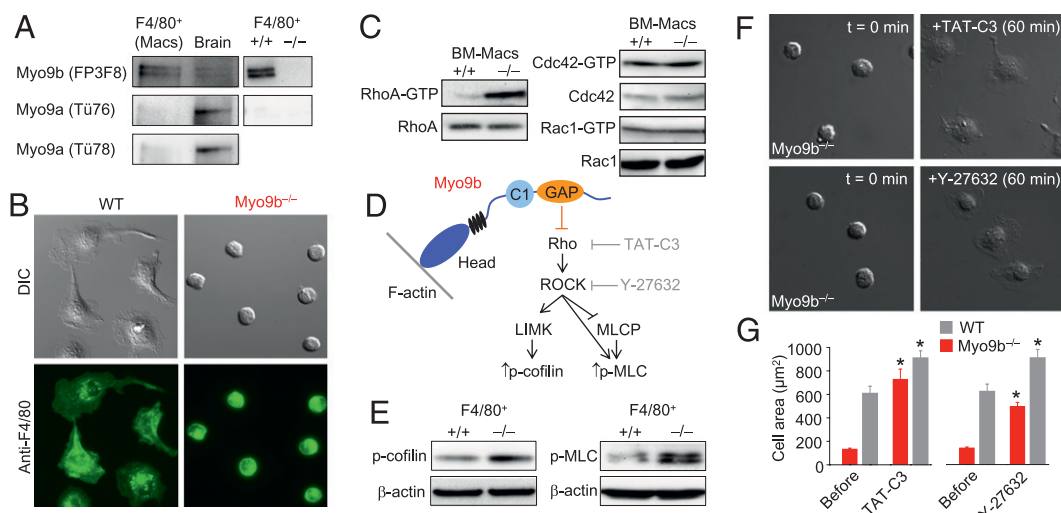 A
F4/80⁺
(Macs)
Brain
F4/80⁺
+/+ –/–
Myo9b (FP3F8)
Myo9a (Tü76)
Myo9a (Tü78)
B
WT
Myo9b⁻/⁻
DIC
Anti-F4/80
C
BM-Macs
+/+ –/–
RhoA-GTP
RhoA
BM-Macs
+/+ –/–
Cdc42-GTP
Cdc42
Rac1-GTP
Rac1
D
Myo9b
C1
GAP
Head
F-actin
Rho
TAT-C3
ROCK
Y-27632
LIMK
MLCP
↑p-cofilin
↑p-MLC
E
F4/80⁺
+/+ –/–
p-cofilin
β-actin
F4/80⁺
+/+ –/–
p-MLC
β-actin
F
t = 0 min
Myo9b⁻/⁻
+TAT-C3 (60 min)
t = 0 min
Myo9b⁻/⁻
+Y-27632 (60 min)
G
WT
Myo9b⁻/⁻
Cell area (μm²)
1000
800
600
400
200
0
* * * *
Before
TAT-C3
Before
Y-27632